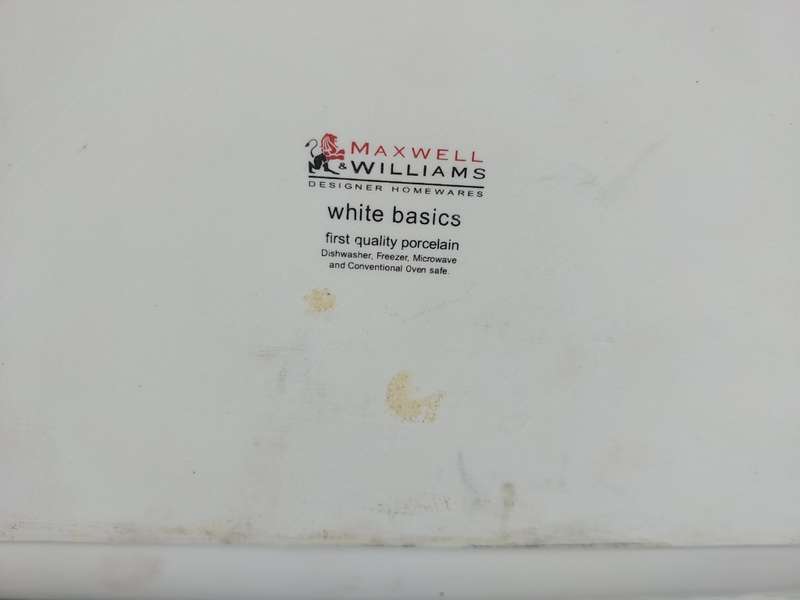 MAXWELL
& WILLIAMS
DESIGNER HOMEWARES
white basics
first quality porcelain
Dishwasher, Freezer, Microwave
and Conventional Oven safe.